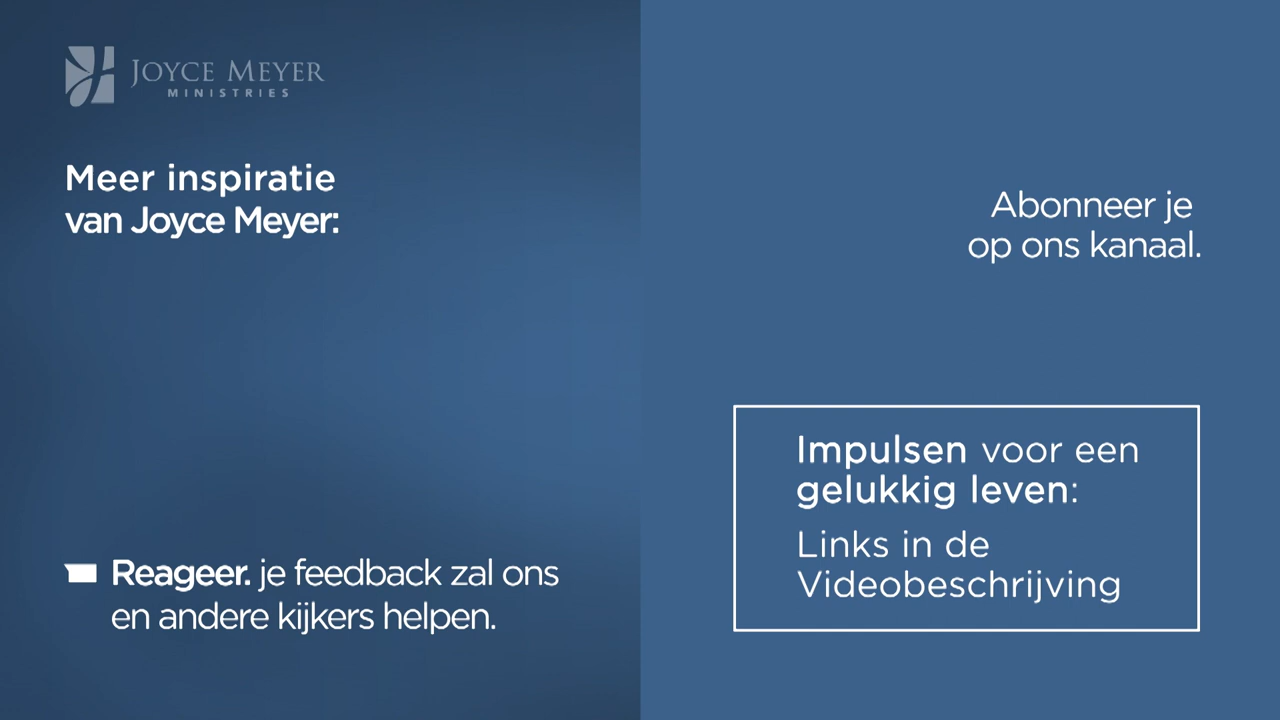 JOYCE MEYER
MINISTRIES
Meer inspiratie
van Joyce Meyer:
Abonneer je
op ons kanaal.
Impulsen voor een
gelukkig leven:
Links in de
Videobeschrijving
Reageer. je feedback zal ons
en andere kijkers helpen.